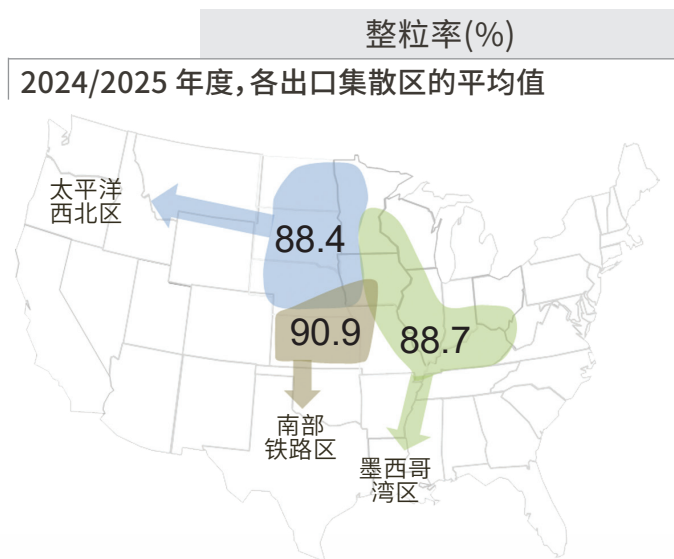 整粒率(%)
2024/2025 年度，各出口集散区的平均值
太平洋
西北区
88.4
90.9
88.7
南部
铁路区
墨西哥
湾区